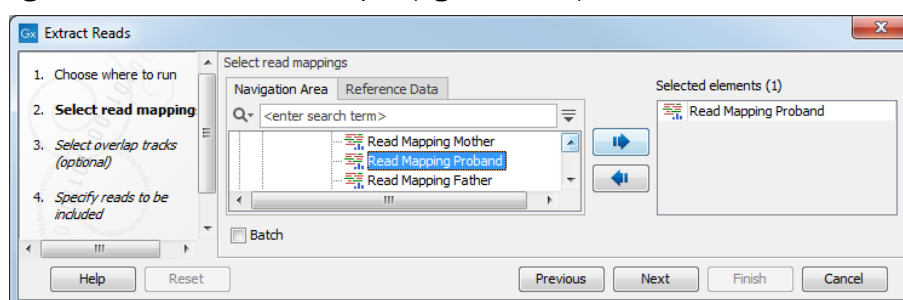 Gx Extract Reads
1. Choose where to run
2. Select read mapping
3. Select overlap tracks
(optional)
4. Specify reads to be
included
Select read mappings
Navigation Area Reference Data
<enter search term>
Read Mapping Mother
Read Mapping Proband
Read Mapping Father
Batch
Selected elements (1)
Read Mapping Proband
Help Reset Previous Next Finish Cancel